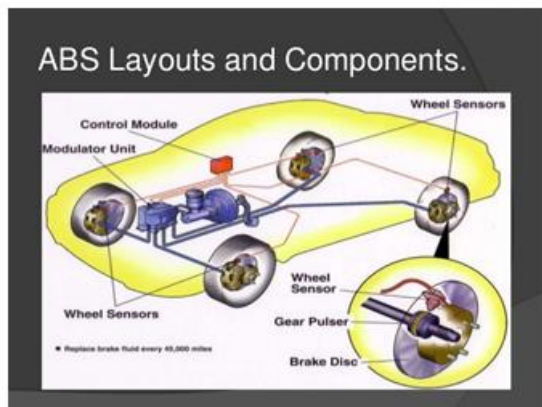 ABS Layouts and Components.
Wheel Sensors
Control Module
Modulator Unit
Wheel
Sensor
Gear Pulser
Wheel Sensors
Replace brake fluid every 45,000 miles
Brake Disc